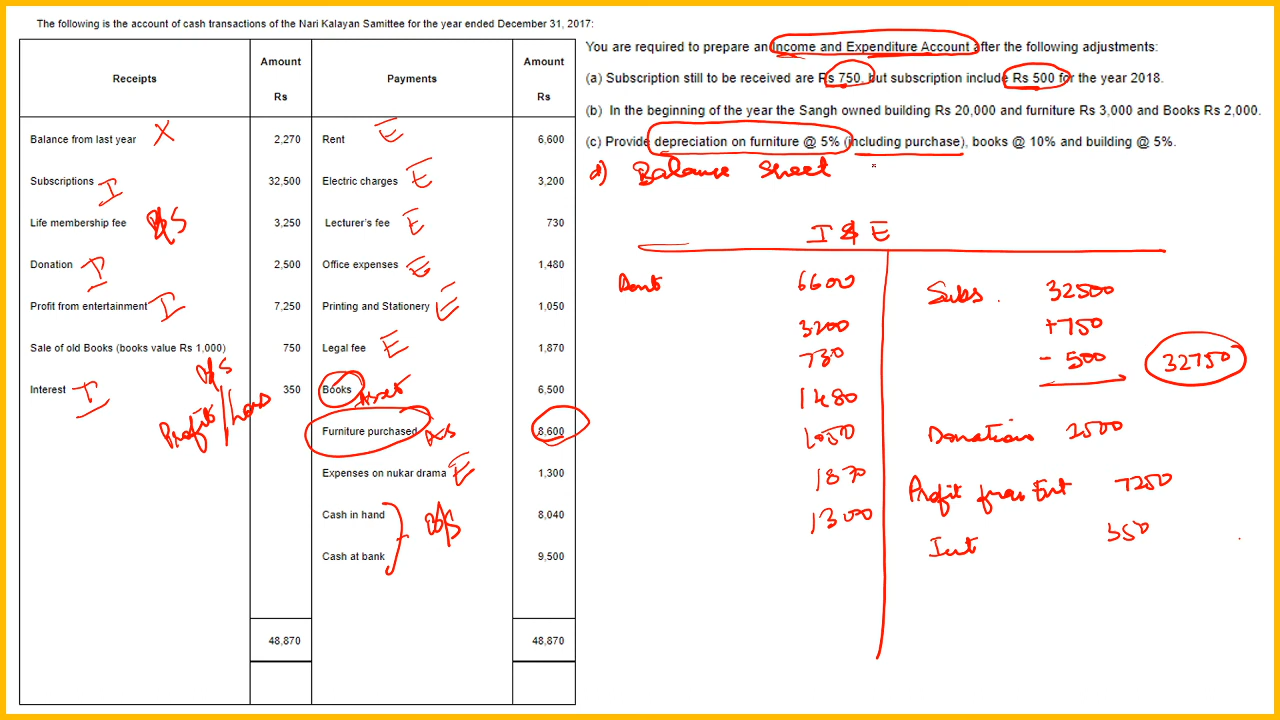 The following is the account of cash transactions of the Nari Kalayan Samittee for the year ended December 31, 2017:
Receipts Amount Rs Payments Amount Rs
Balance from last year X 2,270 Rent E 6,600
Subscriptions I 32,500 Electric charges E 3,200
Life membership fee B/S 3,250 Lecturer's fee E 730
Donation I 2,500 Office expenses E 1,480
Profit from entertainment I 7,250 Printing and Stationery E 1,050
Sale of old Books (books value Rs 1,000) 750 Legal fee E 1,870
B/S
Interest I 350 Books Asset 6,500
Profit/Loss
Furniture purchased 8,600
Expenses on nukar drama E 1,300
Cash in hand 8,040
B/S
Cash at bank 9,500
48,870 48,870
You are required to prepare an Income and Expenditure Account after the following adjustments:
(a) Subscription still to be received are Rs 750, but subscription include Rs 500 for the year 2018.
(b) In the beginning of the year the Sangh owned building Rs 20,000 and furniture Rs 3,000 and Books Rs 2,000.
(c) Provide depreciation on furniture @ 5% (including purchase), books @ 10% and building @ 5%.
d) Balance Sheet
I & E
6600 Subs. 32500
3200 +750
730 - 500 32750
1480
1050 Donations 2500
1870 Profit from Ent 7250
1300
Int 350